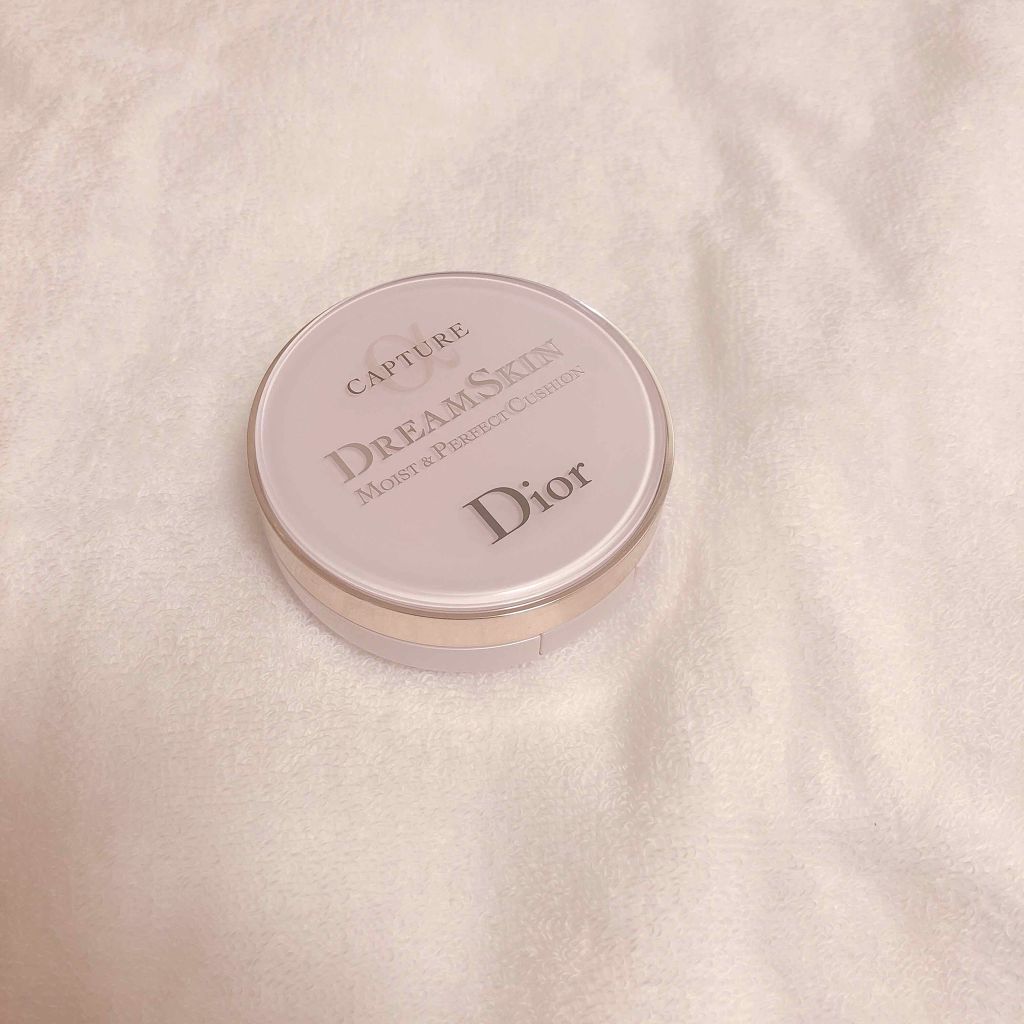 CAPTURE
DREAMSKIN
MOIST & PERFECT CUSHION
Dior